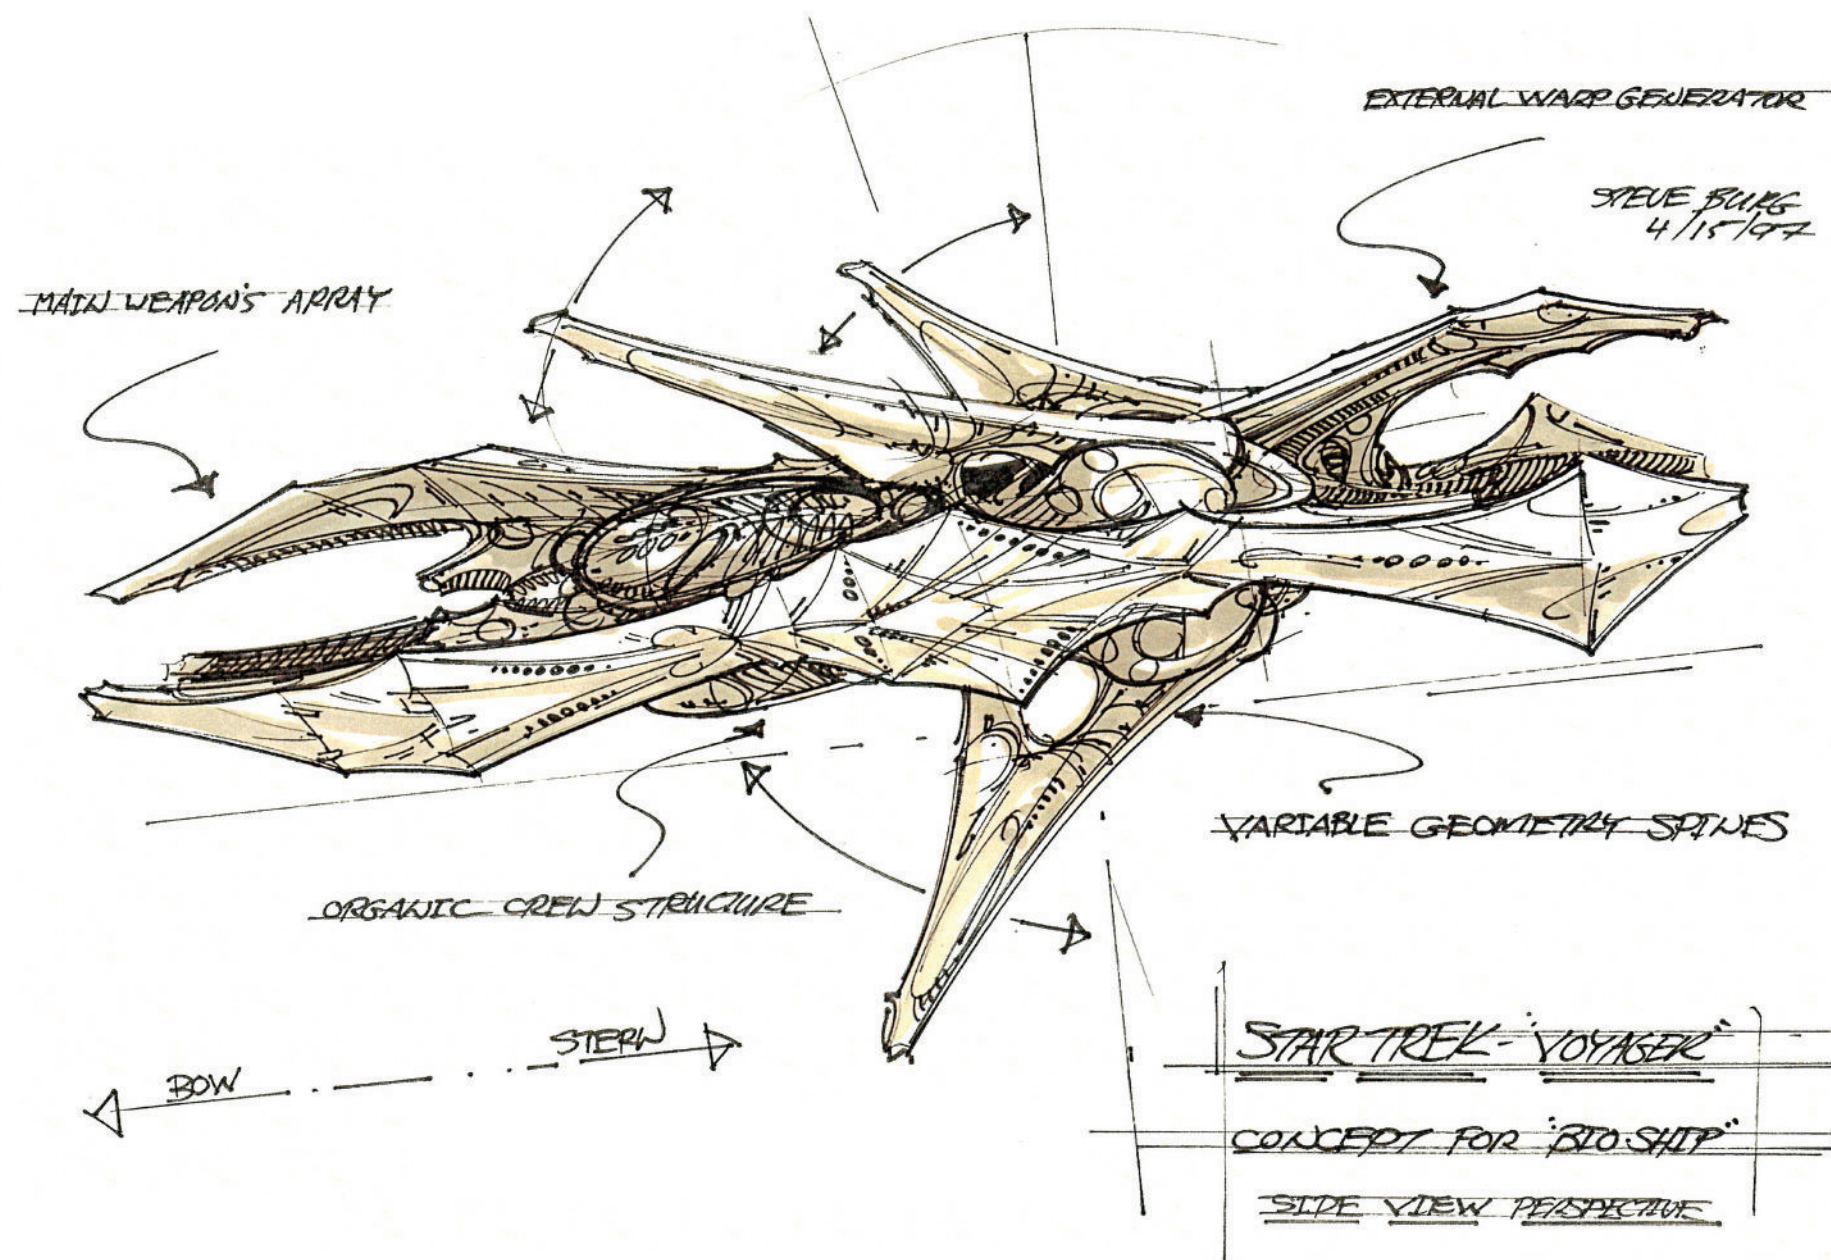 EXTERNAL WARP GENERATOR
STEVE BURG
4/15/97
MAIN WEAPON'S ARRAY
VARIABLE GEOMETRY SPINES
ORGANIC CREW STRUCTURE
STERN
BOW
STAR TREK - "VOYAGER"
CONCEPT FOR "BIO SHIP"
SIDE VIEW PERSPECTIVE